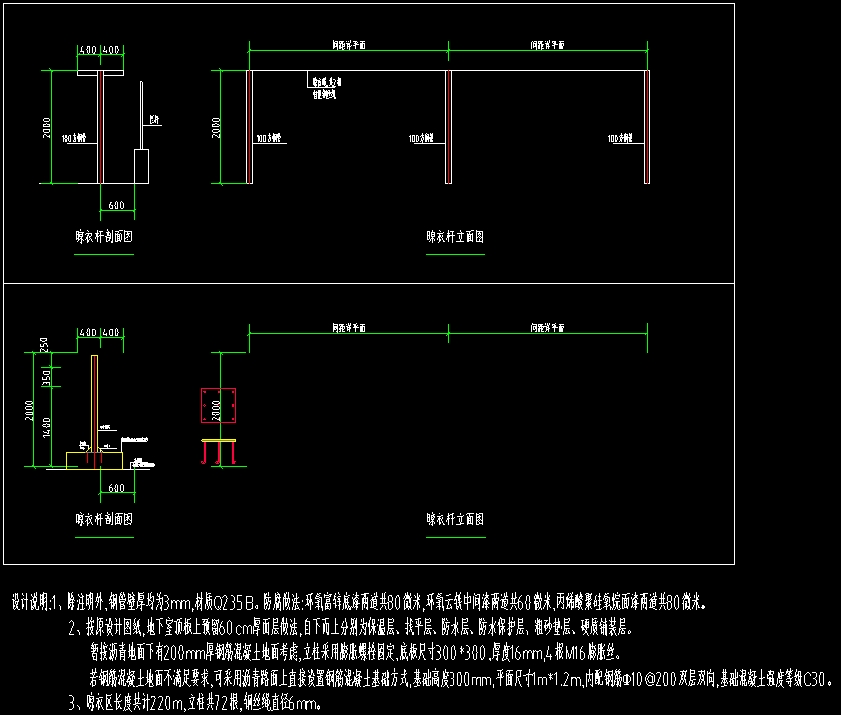 400 400
间距详平面
间距详平面
2000
2000
100方钢管
100方钢管
100方钢管
600
晾衣杆剖面图
晾衣杆立面图
400 400
间距详平面
间距详平面
250
350
2000
1400
2000
600
晾衣杆剖面图
晾衣杆立面图
设计说明:1、除注明外,钢管壁厚均为3mm,材质Q235B。防腐做法:环氧富锌底漆两道共80微米,环氧云铁中间漆两道共60微米,丙烯酸聚硅氧烷面漆两道共80微米。
2、按原设计图纸,地下室顶板上预留60cm厚面层做法,自下而上分别为保温层、找平层、防水层、防水保护层、粗砂垫层、硬质铺装层。
暂按沥青地面下有200mm厚钢筋混凝土地面考虑,立柱采用膨胀螺栓固定,底板尺寸300*300,厚度16mm,4根M16膨胀丝。
若钢筋混凝土地面不满足要求,可采用沥青路面上直接设置钢筋混凝土基础方式,基础高度300mm,平面尺寸1m*1.2m,内配钢筋Φ10@200双层双向,基础混凝土强度等级C30。
3、晾衣区长度共计220m,立柱共72根,钢丝绳直径6mm。